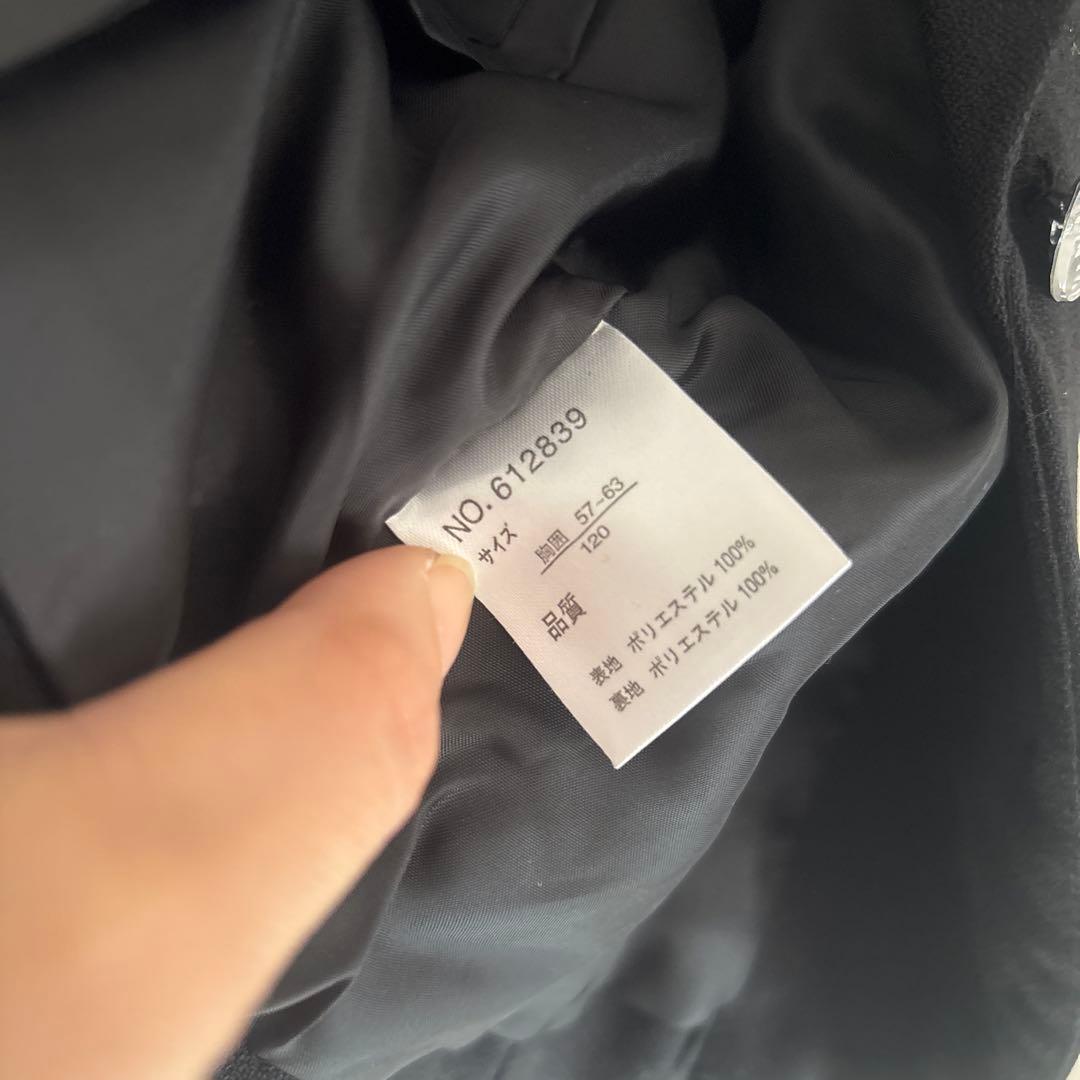 NO. 612839
サイズ
胸囲 57~63
120
品質
表地 ポリエステル 100%
裏地 ポリエステル 100%